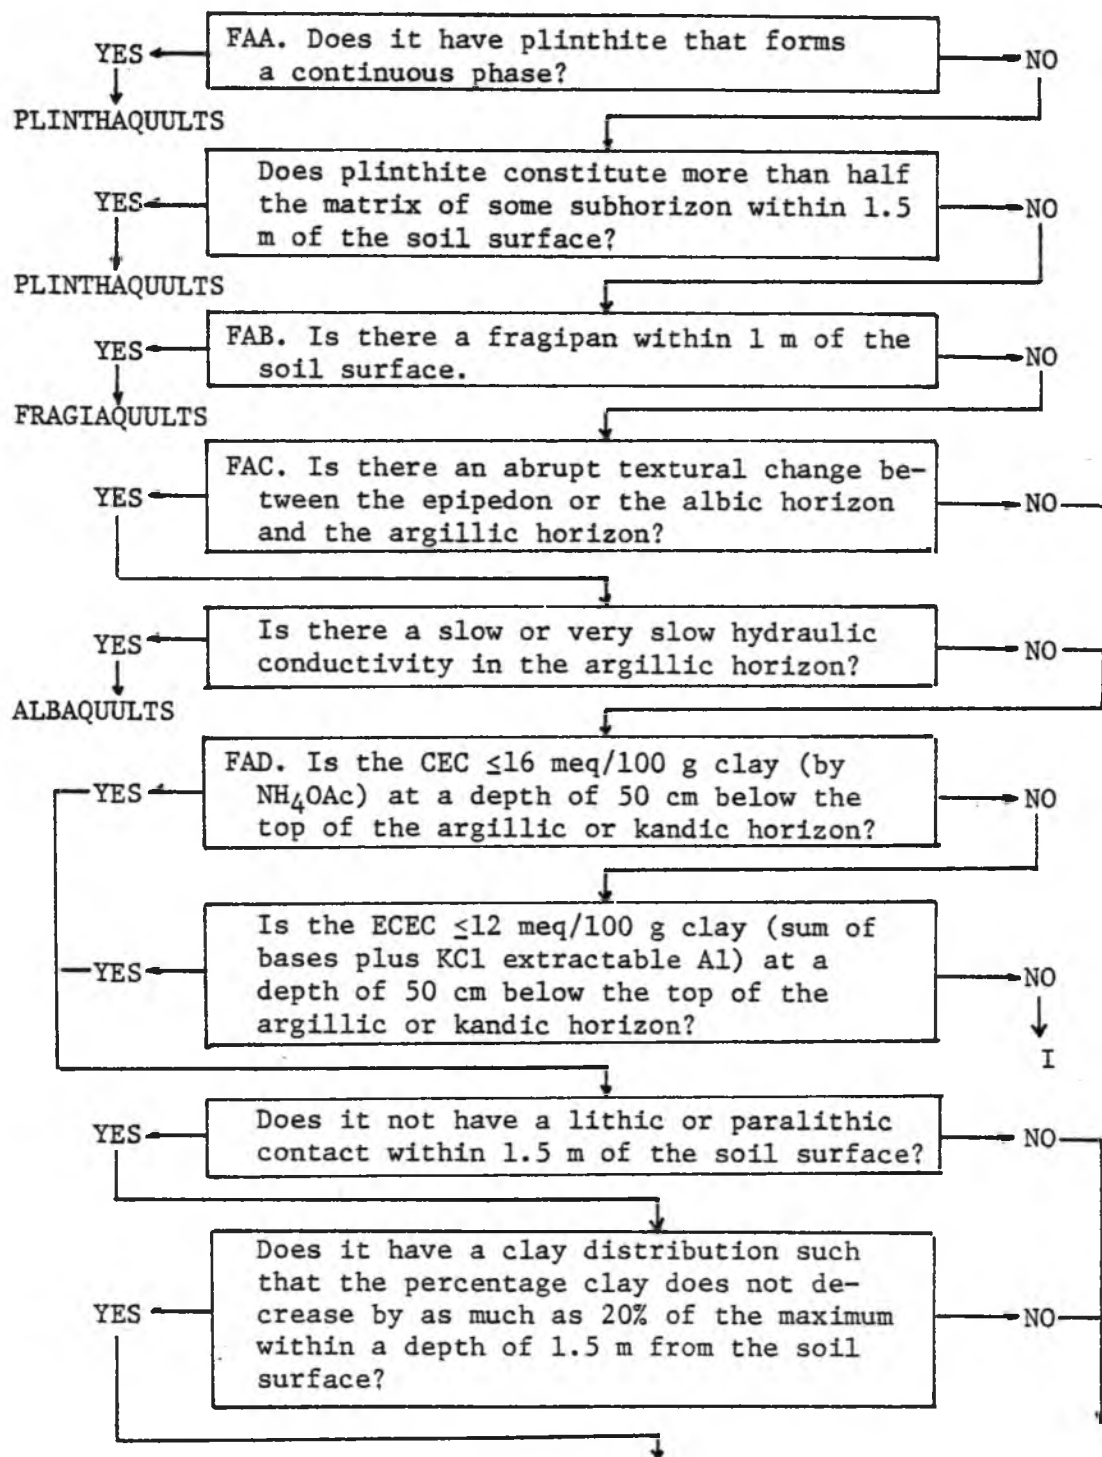 FAA. Does it have plinthite that forms
a continuous phase?
YES
NO
PLINTHAQUULTS
Does plinthite constitute more than half
the matrix of some subhorizon within 1.5
m of the soil surface?
YES
NO
PLINTHAQUULTS
FAB. Is there a fragipan within 1 m of the
soil surface.
YES
NO
FRAGIAQUULTS
FAC. Is there an abrupt textural change be-
tween the epipedon or the albic horizon
and the argillic horizon?
YES
NO
Is there a slow or very slow hydraulic
conductivity in the argillic horizon?
YES
NO
ALBAQUULTS
FAD. Is the CEC ≤16 meq/100 g clay (by
NH4OAc) at a depth of 50 cm below the
top of the argillic or kandic horizon?
YES
NO
Is the ECEC ≤12 meq/100 g clay (sum of
bases plus KCl extractable Al) at a
depth of 50 cm below the top of the
argillic or kandic horizon?
YES
NO
I
Does it not have a lithic or paralithic
contact within 1.5 m of the soil surface?
YES
NO
Does it have a clay distribution such
that the percentage clay does not de-
crease by as much as 20% of the maximum
within a depth of 1.5 m from the soil
surface?
YES
NO